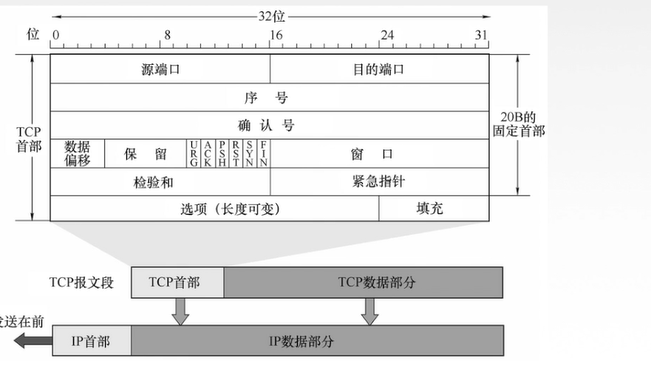 32位
位 0 8 16 24 31
源端口 目的端口
序 号
确 认 号
TCP
首部
20B的
固定首部
数据
偏移
保 留
URG
ACK
PSH
RST
SYN
FIN
窗 口
检验和 紧急指针
选项（长度可变） 填充
TCP报文段 TCP首部 TCP数据部分
发送在前
IP首部 IP数据部分